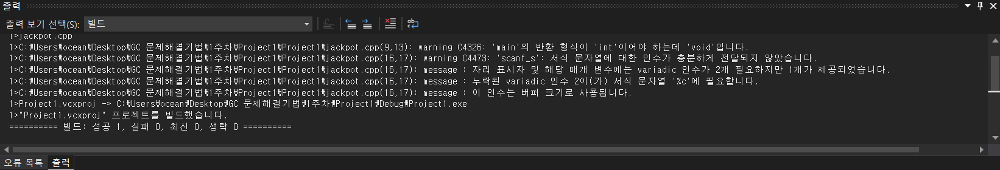 출력
출력 보기 선택(S): 빌드
1>jackpot.cpp
1>C:\Users\ocean\Desktop\GC 문제해결기법\1주차\Project1\Project1\jackpot.cpp(9,13): warning C4326: 'main'의 반환 형식이 'int'이어야 하는데 'void'입니다.
1>C:\Users\ocean\Desktop\GC 문제해결기법\1주차\Project1\Project1\jackpot.cpp(16,17): warning C4473: 'scanf_s': 서식 문자열에 대한 인수가 충분하게 전달되지 않았습니다.
1>C:\Users\ocean\Desktop\GC 문제해결기법\1주차\Project1\Project1\jackpot.cpp(16,17): message : 자리 표시자 및 해당 매개 변수에는 variadic 인수가 2개 필요하지만 1개가 제공되었습니다.
1>C:\Users\ocean\Desktop\GC 문제해결기법\1주차\Project1\Project1\jackpot.cpp(16,17): message : 누락된 variadic 인수 2이(가) 서식 문자열 '%c'에 필요합니다.
1>C:\Users\ocean\Desktop\GC 문제해결기법\1주차\Project1\Project1\jackpot.cpp(16,17): message : 이 인수는 버퍼 크기로 사용됩니다.
1>Project1.vcxproj -> C:\Users\ocean\Desktop\GC 문제해결기법\1주차\Project1\Debug\Project1.exe
1>"Project1.vcxproj" 프로젝트를 빌드했습니다.
========== 빌드: 성공 1, 실패 0, 최신 0, 생략 0 ==========
오류 목록 출력